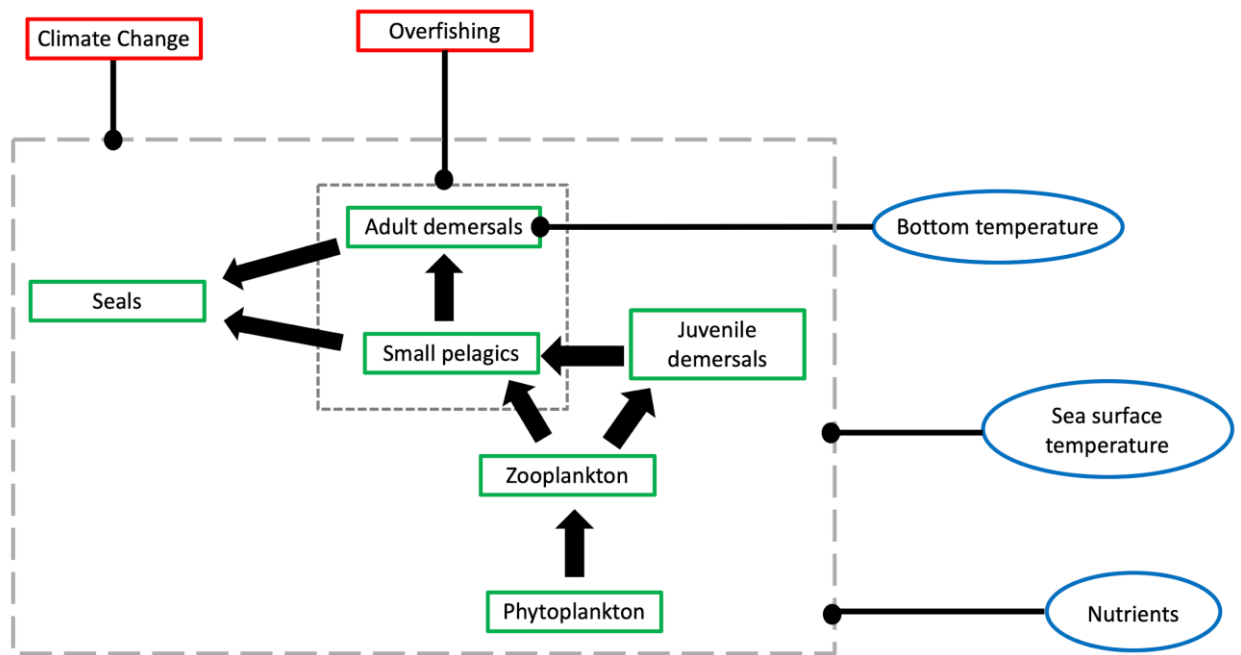 Climate Change
Overfishing
Adult demersals
Bottom temperature
Seals
Small pelagics
Juvenile
demersals
Sea surface
temperature
Zooplankton
Phytoplankton
Nutrients